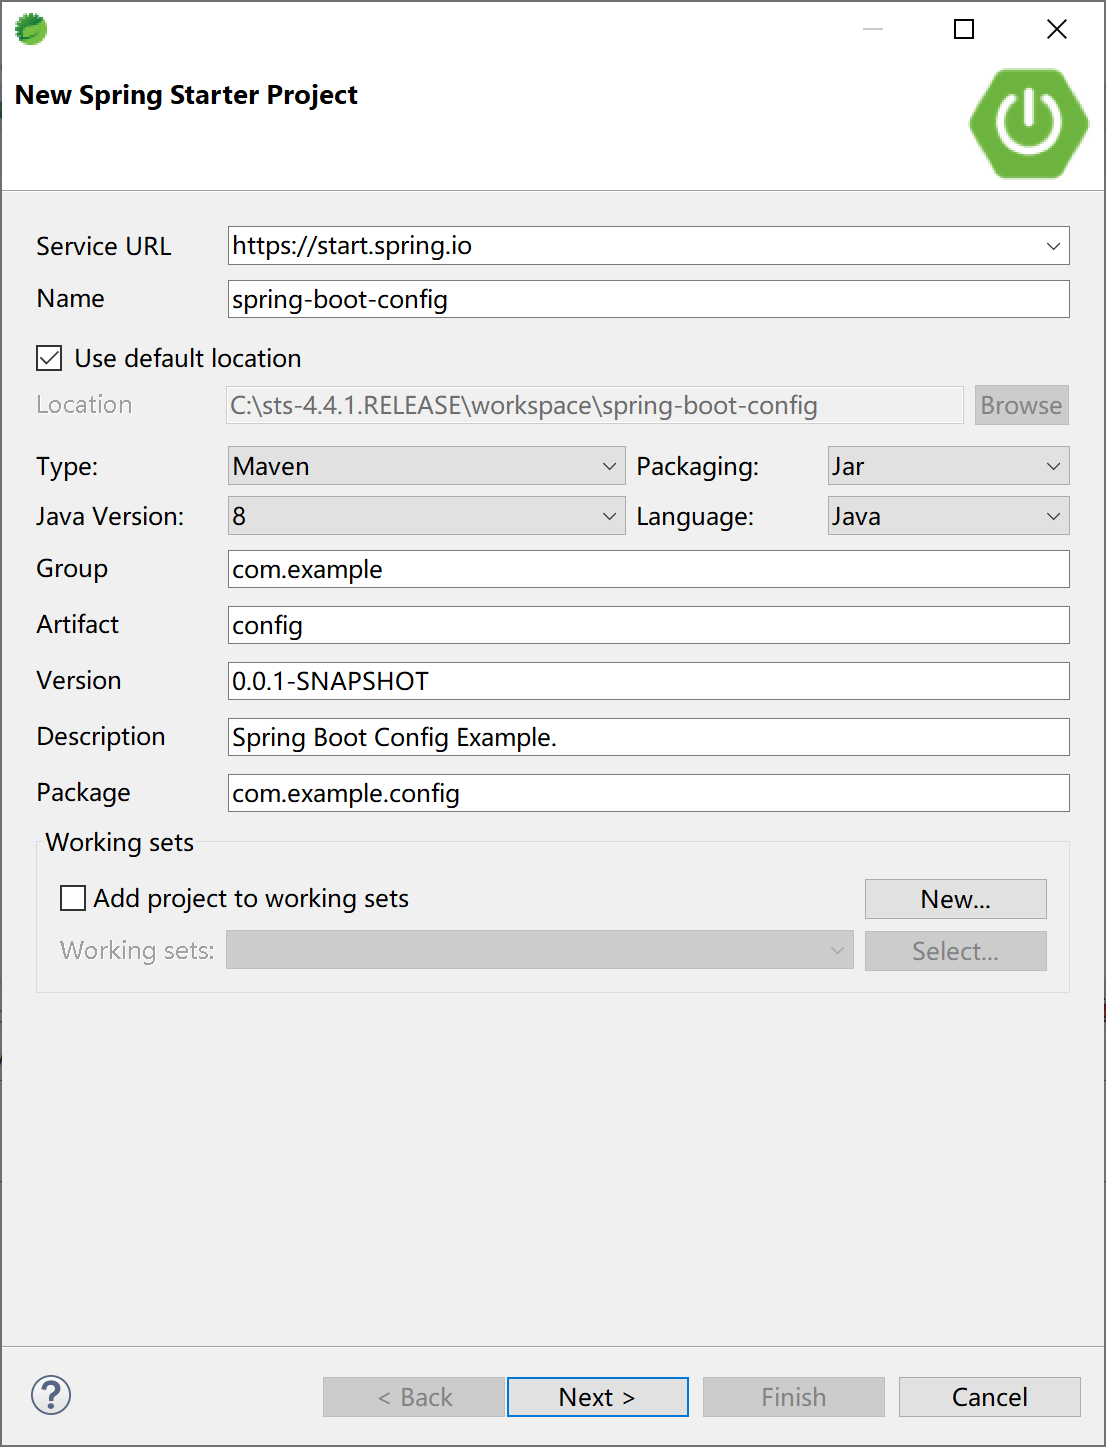 New Spring Starter Project
Service URL https://start.spring.io
Name spring-boot-config
Use default location
Location C:\sts-4.4.1.RELEASE\workspace\spring-boot-config Browse
Type: Maven Packaging: Jar
Java Version: 8 Language: Java
Group com.example
Artifact config
Version 0.0.1-SNAPSHOT
Description Spring Boot Config Example.
Package com.example.config
Working sets
Add project to working sets New...
Working sets: Select...
? < Back Next > Finish Cancel